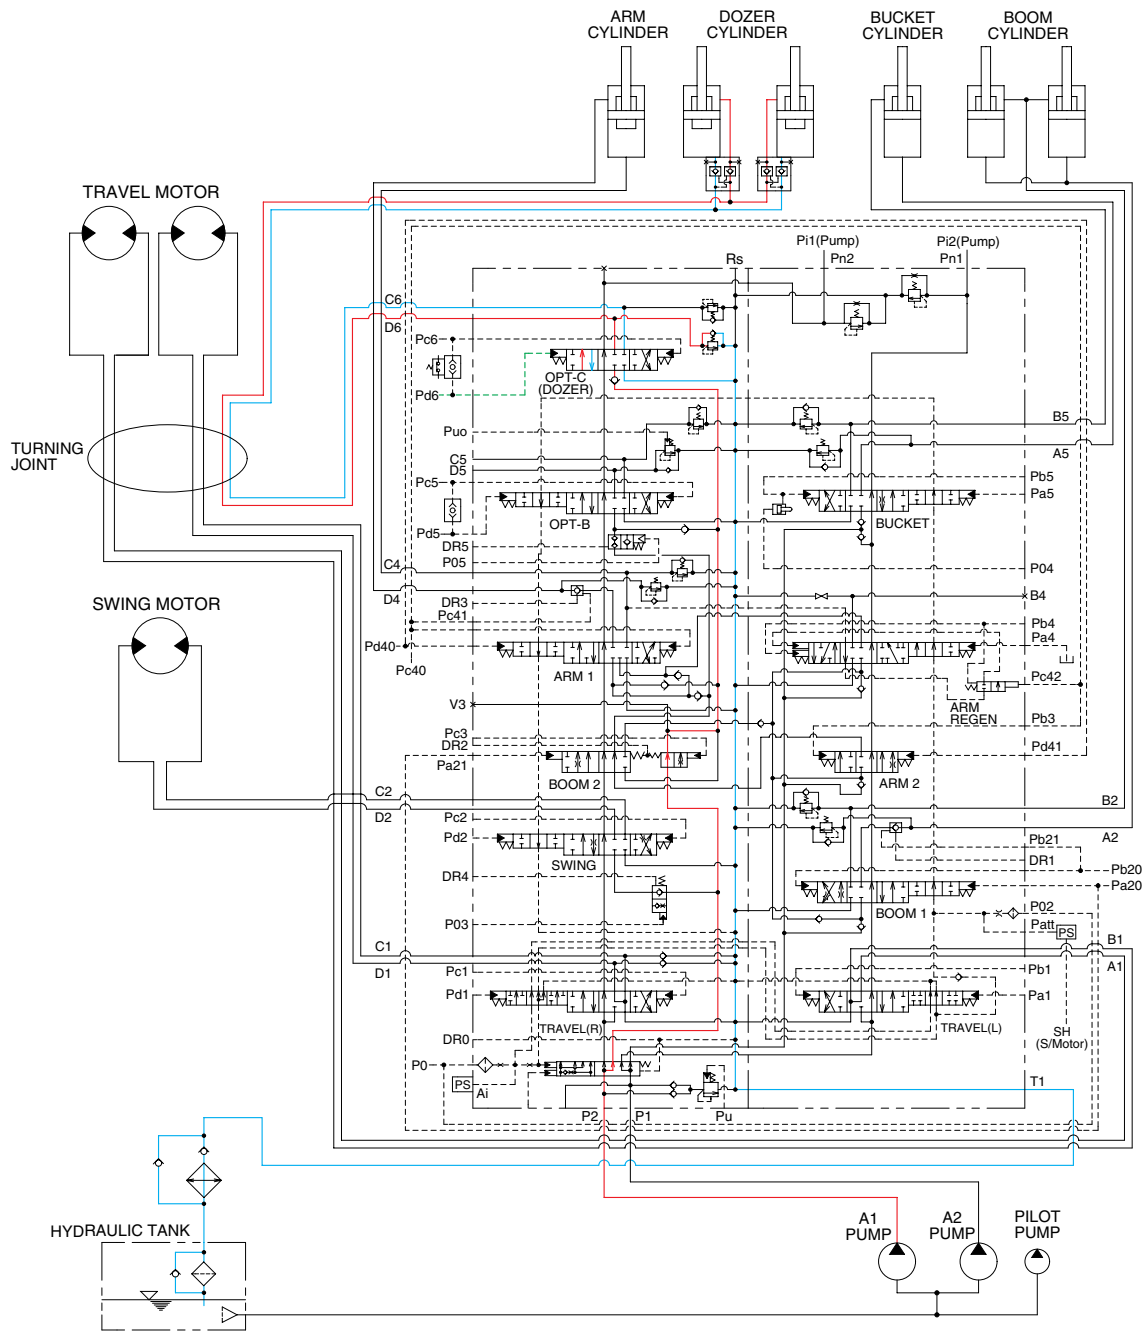 ARM
CYLINDER
DOZER
CYLINDER
BUCKET
CYLINDER
BOOM
CYLINDER
TRAVEL MOTOR
Pi1(Pump)
Pn2
Pi2(Pump)
Pn1
Rs
C6
D6
Pc6
Pd6
OPT-C
(DOZER)
TURNING
JOINT
Puo
C5
D5
Pc5
Pd5
OPT-B
DR5
P05
B5
A5
Pb5
Pa5
BUCKET
P04
C4
D4
DR3
Pc41
Pd40
Pc40
ARM 1
B4
Pb4
Pa4
Pc42
ARM
REGEN
Pb3
Pd41
SWING MOTOR
V3
Pc3
DR2
Pa21
BOOM 2
ARM 2
C2
D2
Pc2
Pd2
SWING
DR4
P03
B2
A2
Pb21
DR1
Pb20
Pa20
BOOM 1
P02
Patt
PS
C1
D1
Pc1
Pd1
TRAVEL(R)
B1
A1
Pb1
Pa1
TRAVEL(L)
SH
(S/Motor)
DR0
P0
PS
Ai
P2
P1
Pu
T1
HYDRAULIC TANK
A1
PUMP
A2
PUMP
PILOT
PUMP